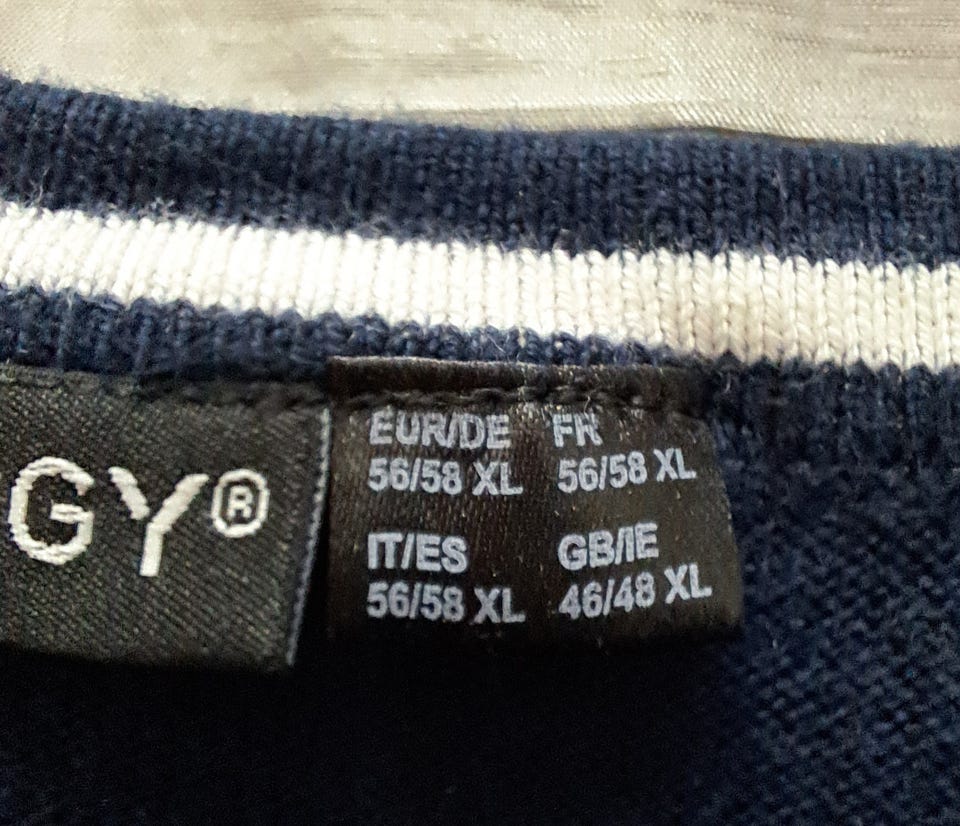 GY®
EUR/DE FR
56/58 XL 56/58 XL
IT/ES GB/IE
56/58 XL 46/48 XL